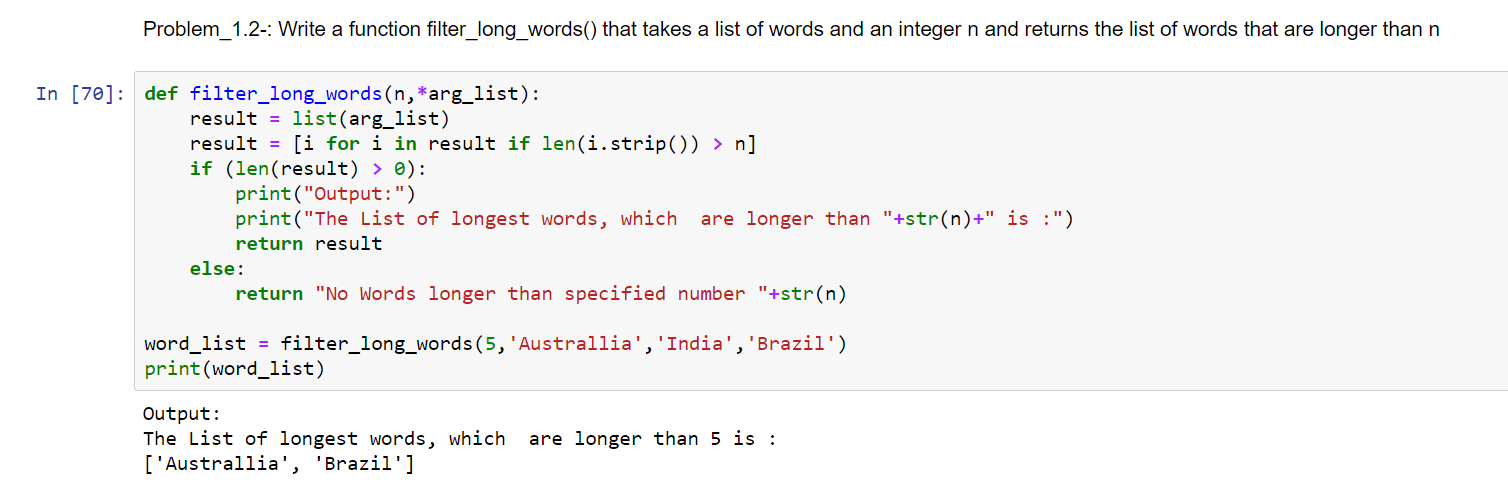 Problem_1.2-: Write a function filter_long_words() that takes a list of words and an integer n and returns the list of words that are longer than n
In [70]: def filter_long_words(n,*arg_list):
    result = list(arg_list)
    result = [i for i in result if len(i.strip()) > n]
    if (len(result) > 0):
        print("Output:")
        print("The List of longest words, which  are longer than "+str(n)+" is :")
        return result
    else:
        return "No Words longer than specified number "+str(n)
word_list = filter_long_words(5,'Australlia','India','Brazil')
print(word_list)
Output:
The List of longest words, which  are longer than 5 is :
['Australlia', 'Brazil']